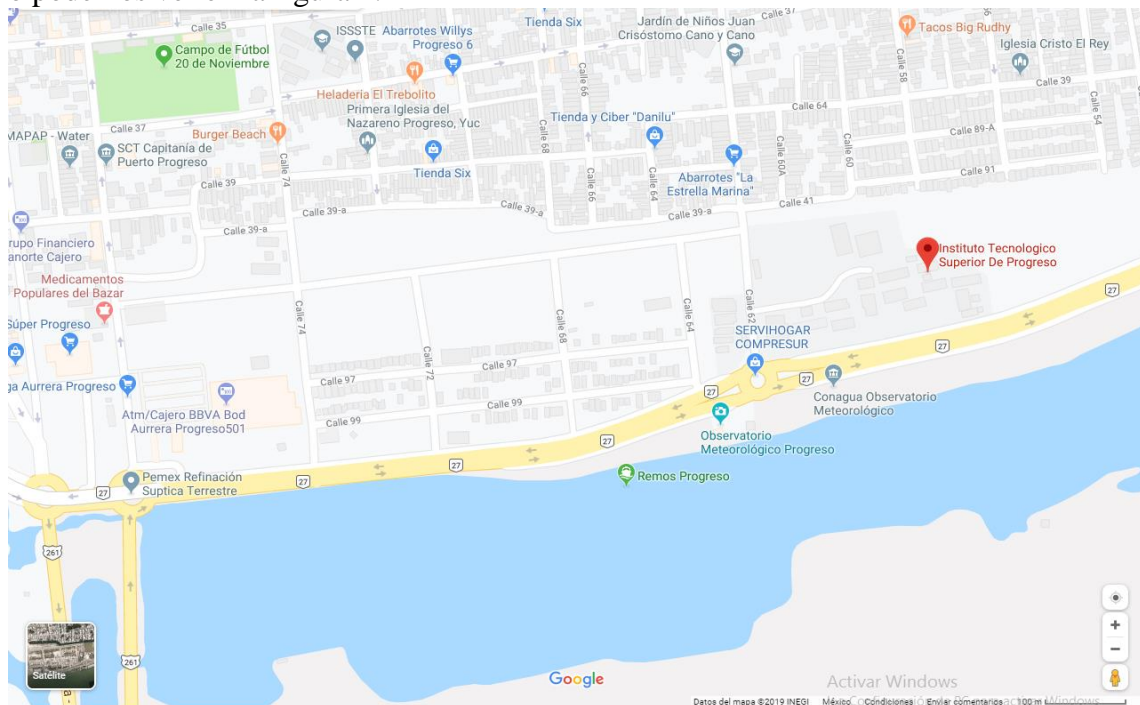 Calle 35
ISSSTE
Abarrotes Willys
Progreso 6
Tienda Six
Jardín de Niños Juan
Crisóstomo Cano y Cano
Calle 37
Tacos Big Rudhy
Iglesia Cristo El Rey
Campo de Fútbol
20 de Noviembre
Calle 66
Calle 58
Calle 39
Heladería El Trebolito
Primera Iglesia del
Nazareno Progreso, Yuc
Calle 64
Calle 54
Calle 37
Burger Beach
Tienda y Ciber "Danilu"
Calle 89-A
MAPAP - Water
SCT Capitanía de
Puerto Progreso
Calle 68
Calle 60A
Calle 60
Tienda Six
Calle 74
Abarrotes "La
Estrella Marina"
Calle 91
Calle 39
Calle 66
Calle 64
Calle 39-a
Calle 39-a
Calle 39-a
Calle 41
Calle 39-a
rupo Financiero
anorte Cajero
Instituto Tecnologico
Superior De Progreso
Medicamentos
Populares del Bazar
27
Súper Progreso
Calle 74
Calle 68
Calle 64
Calle 62
SERVIHOGAR
COMPRESUR
27
Calle 72
Calle 97
Calle 97
ga Aurrera Progreso
27
27
Conagua Observatorio
Meteorológico
Calle 99
Calle 99
Atm/Cajero BBVA Bod
Aurrera Progreso501
27
Observatorio
Meteorológico Progreso
27
Pemex Refinación
Suptica Terrestre
27
27
Remos Progreso
261
261
Satélite
Google
Activar Windows
Datos del mapa ©2019 INEGI México Condiciones Enviar comentarios 100 m